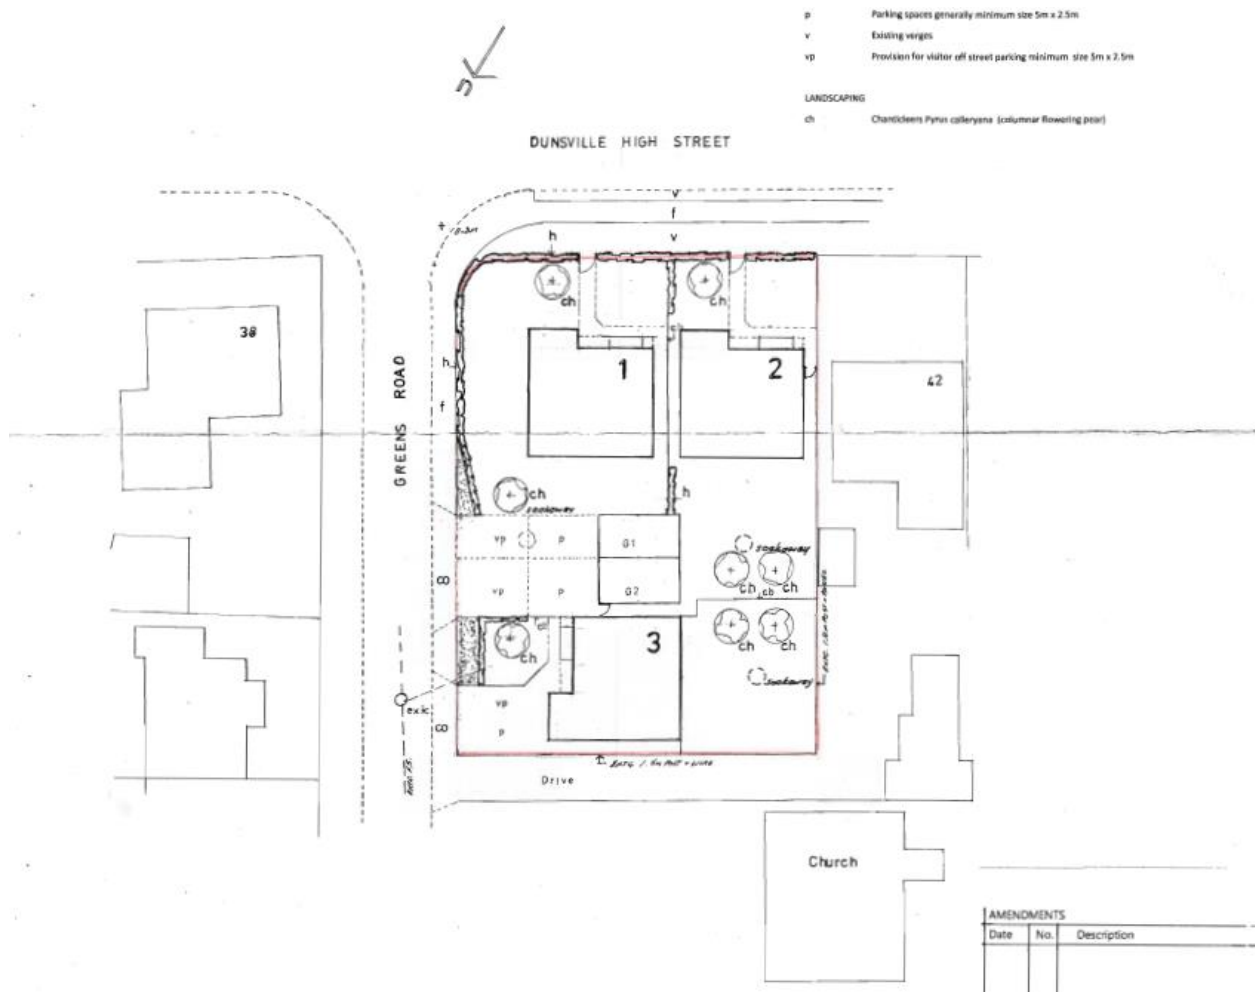 p Parking spaces generally minimum size 5m x 2.5m
v Existing verges
vp Provision for visitor off street parking minimum size 5m x 2.5m
LANDSCAPING
ch Chanticleers Pyrus calleryana (columnar flowering pear)
n
DUNSVILLE HIGH STREET
v
f
h
v
ch
ch
38
1
2
42
GREENS ROAD
h
f
ch
soakaway
h
vp
p
G1
soakaway
vp
p
G2
ch
ch
cb
3
ch
ch
ch
soakaway
vp
p
ex.ic
Drive
Church
AMENDMENTS
Date No. Description